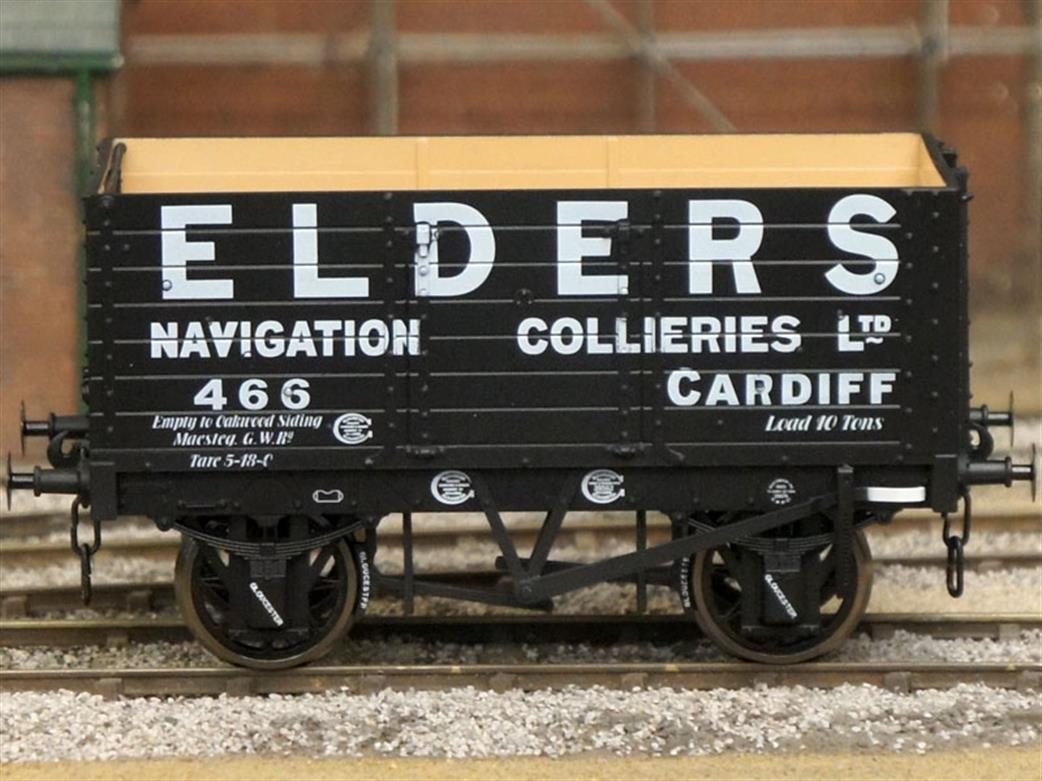 ELDERS
NAVIGATION COLLIERIES LTD
466 CARDIFF
Empty to Oakwood Siding
Maesteg. G.W.Ry
Load 10 Tons
Tare 5-18-0
GLOUCESTER
GLOUCESTER
GLOUCESTER
GLOUCESTER